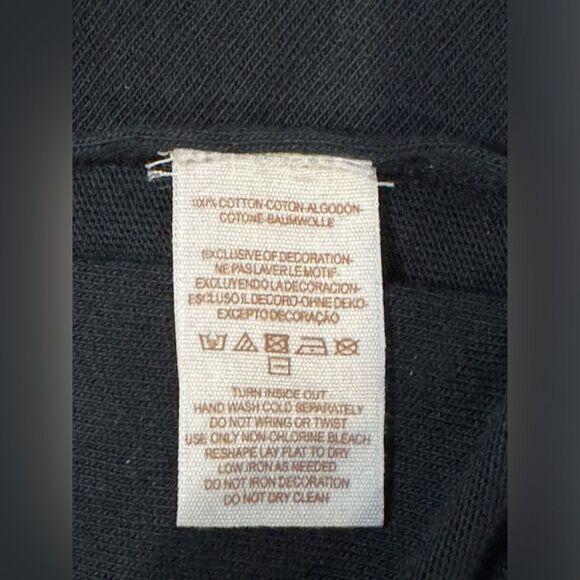 100% COTTON-COTON-ALGODÓN-
COTONE-BAUMWOLLE
EXCLUSIVE OF DECORATION-
NE PAS LAVER LE MOTIF-
EXCLUYENDO LA DECORACION-
ESCLUSO IL DECORO-OHNE DEKO-
EXCEPTO DECORAÇÃO
TURN INSIDE OUT
HAND WASH COLD SEPARATELY
DO NOT WRING OR TWIST
USE ONLY NON-CHLORINE BLEACH
RESHAPE LAY FLAT TO DRY
LOW IRON AS NEEDED
DO NOT IRON DECORATION
DO NOT DRY CLEAN